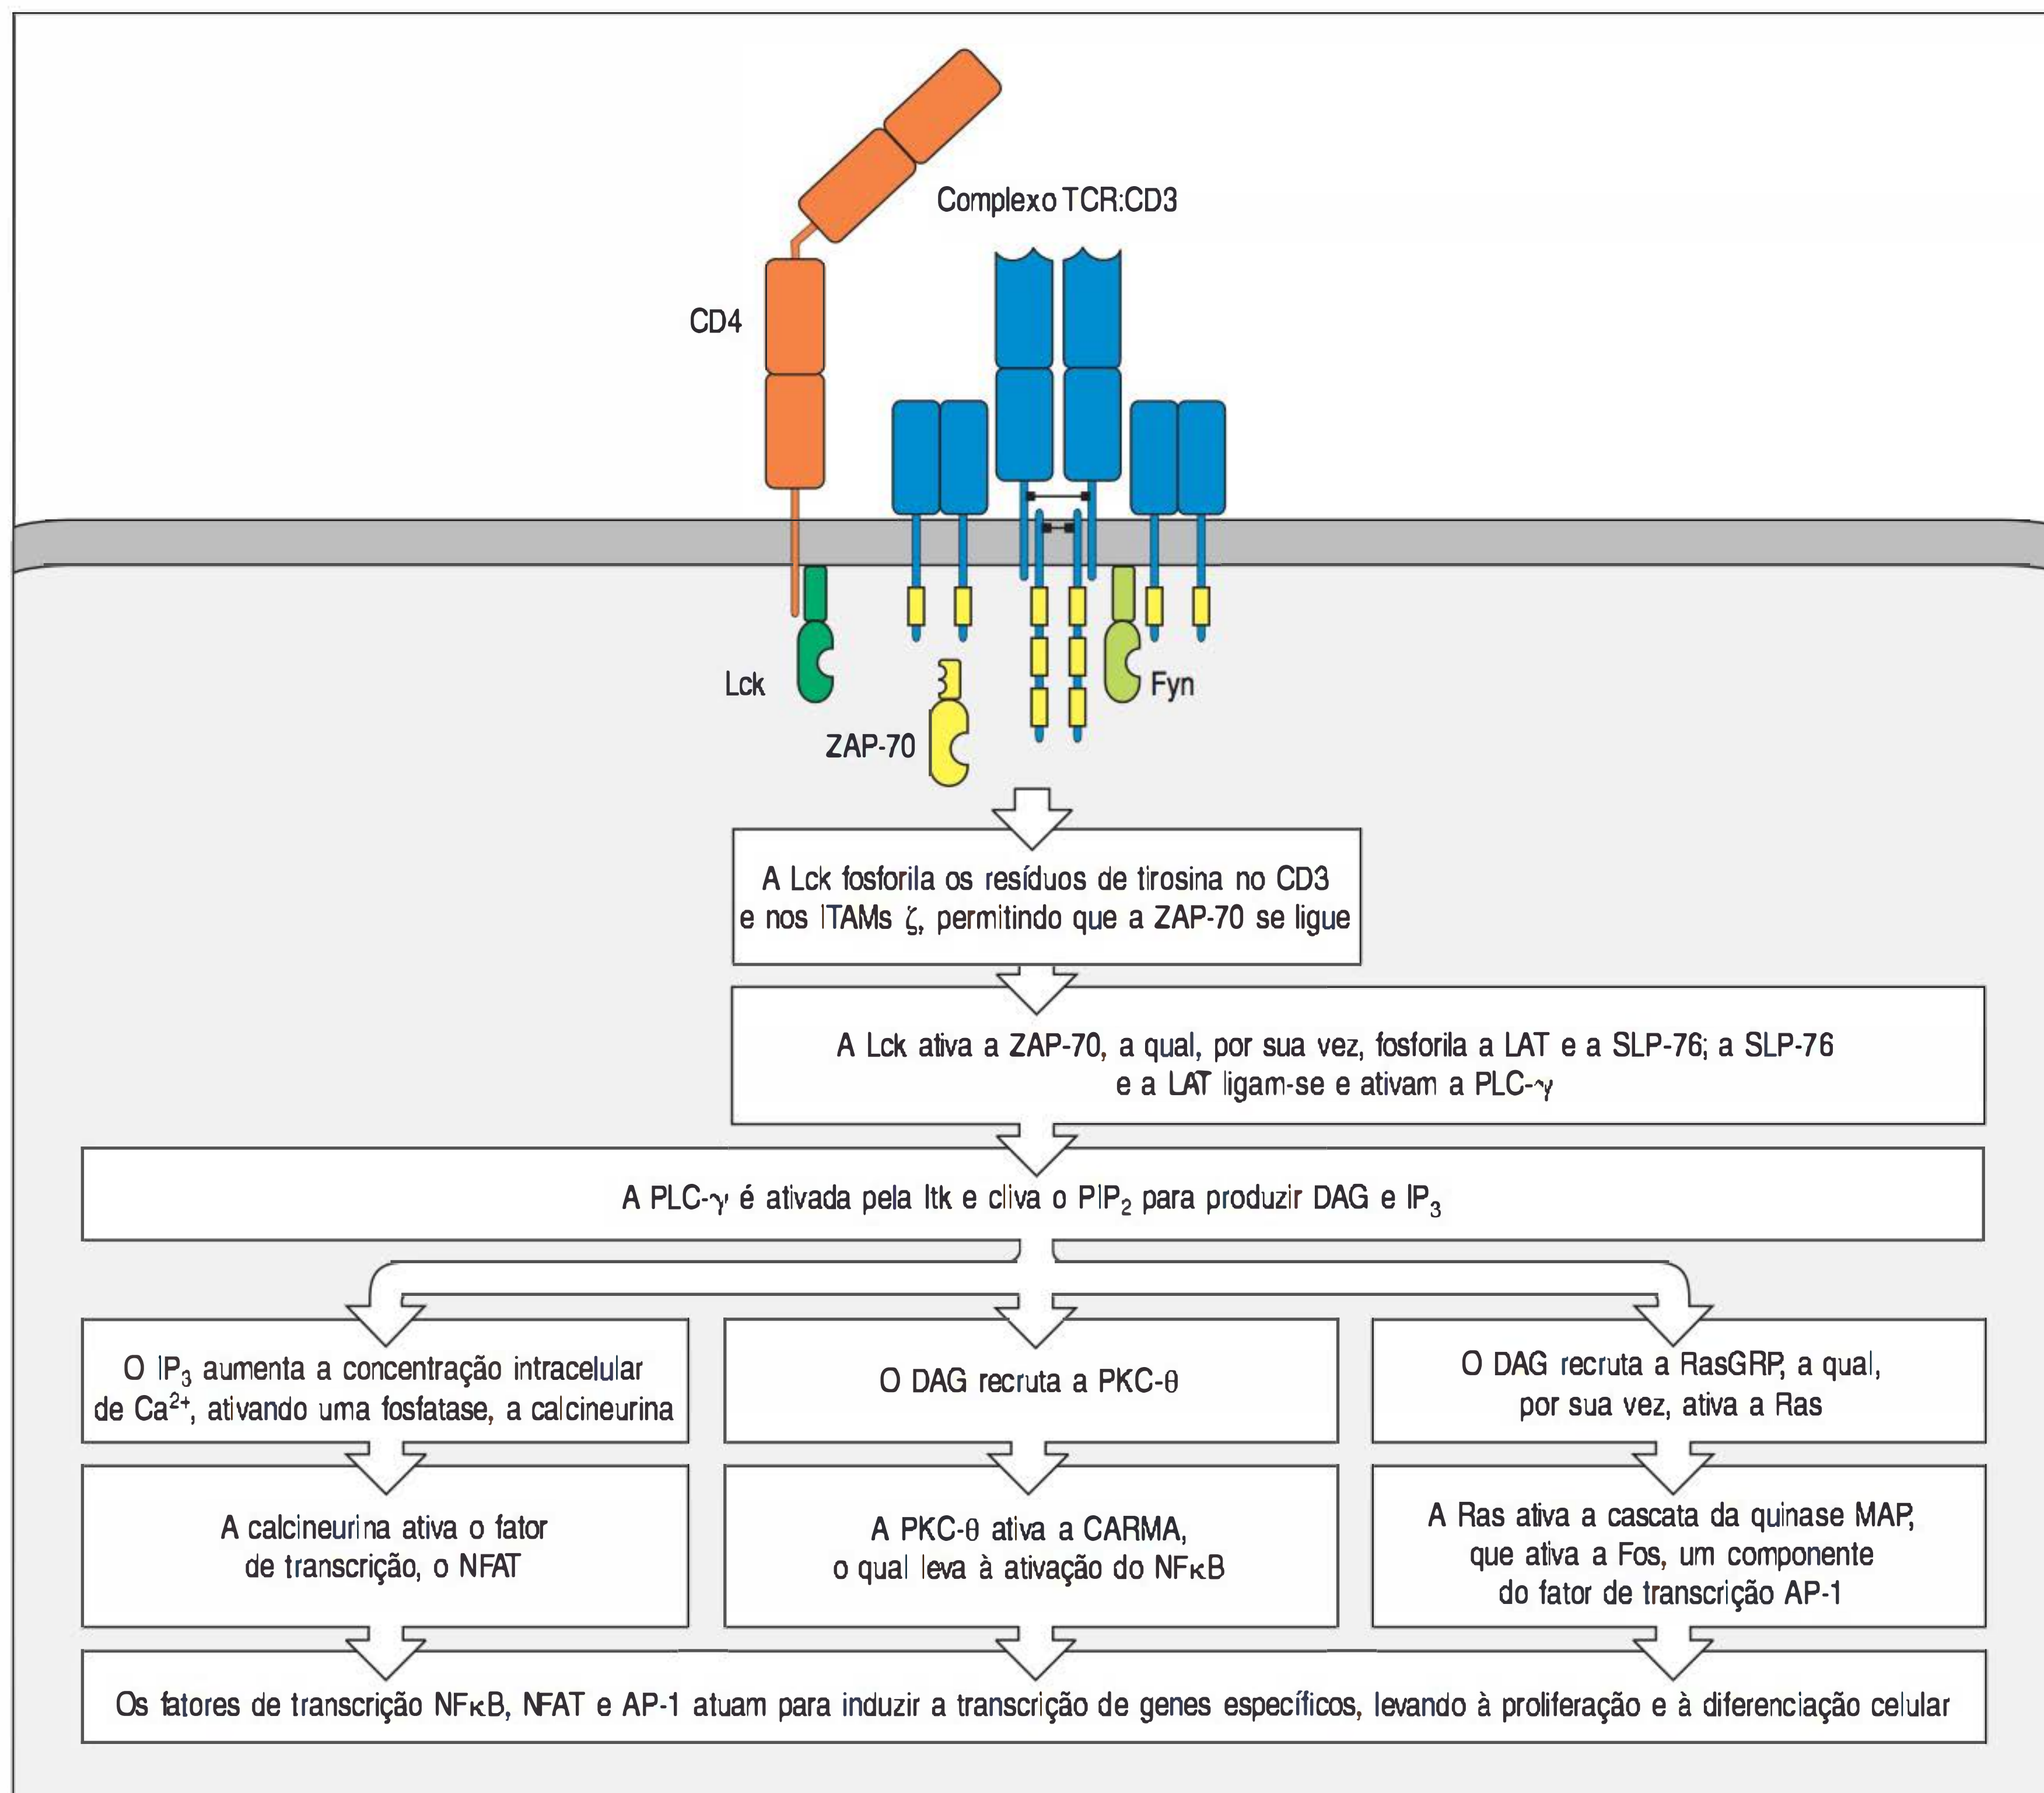 Complexo TCR:CD3
CD4
Lck
Fyn
ZAP-70
A Lck fosforila os resíduos de tirosina no CD3
e nos ITAMs ζ, permitindo que a ZAP-70 se ligue
A Lck ativa a ZAP-70, a qual, por sua vez, fosforila a LAT e a SLP-76; a SLP-76
e a LAT ligam-se e ativam a PLC-γ
A PLC-γ é ativada pela Itk e cliva o PIP₂ para produzir DAG e IP₃
O IP₃ aumenta a concentração intracelular
de Ca²⁺, ativando uma fosfatase, a calcineurina
O DAG recruta a PKC-θ
O DAG recruta a RasGRP, a qual,
por sua vez, ativa a Ras
A calcineurina ativa o fator
de transcrição, o NFAT
A PKC-θ ativa a CARMA,
o qual leva à ativação do NFκB
A Ras ativa a cascata da quinase MAP,
que ativa a Fos, um componente
do fator de transcrição AP-1
Os fatores de transcrição NFκB, NFAT e AP-1 atuam para induzir a transcrição de genes específicos, levando à proliferação e à diferenciação celular